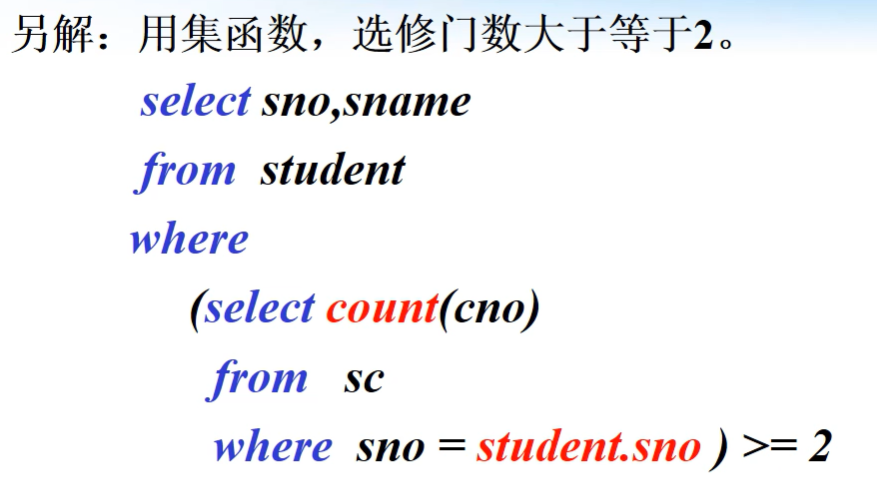 另解：用集函数，选修门数大于等于2。
select sno,sname
from student
where
(select count(cno)
from sc
where sno = student.sno ) >= 2